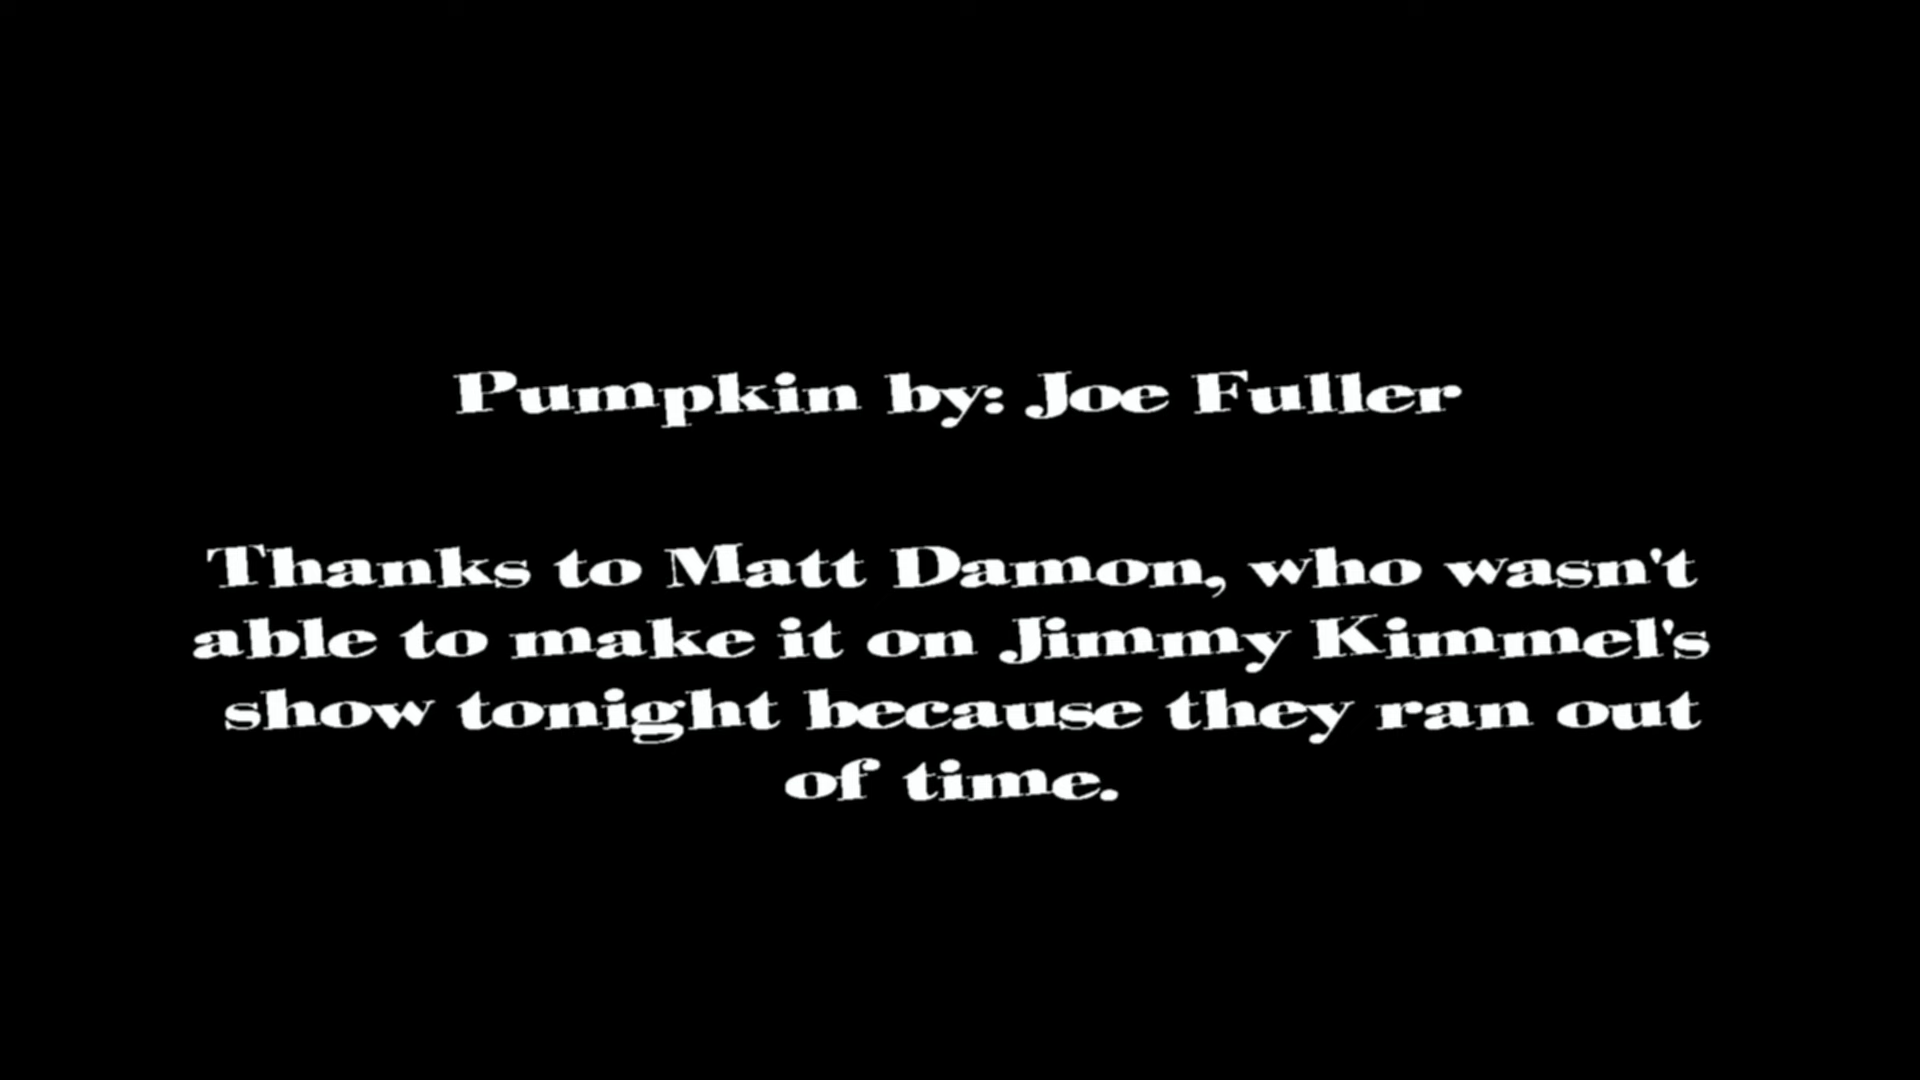 Pumpkin by: Joe Fuller
Thanks to Matt Damon, who wasn't
able to make it on Jimmy Kimmel's
show tonight because they ran out
of time.